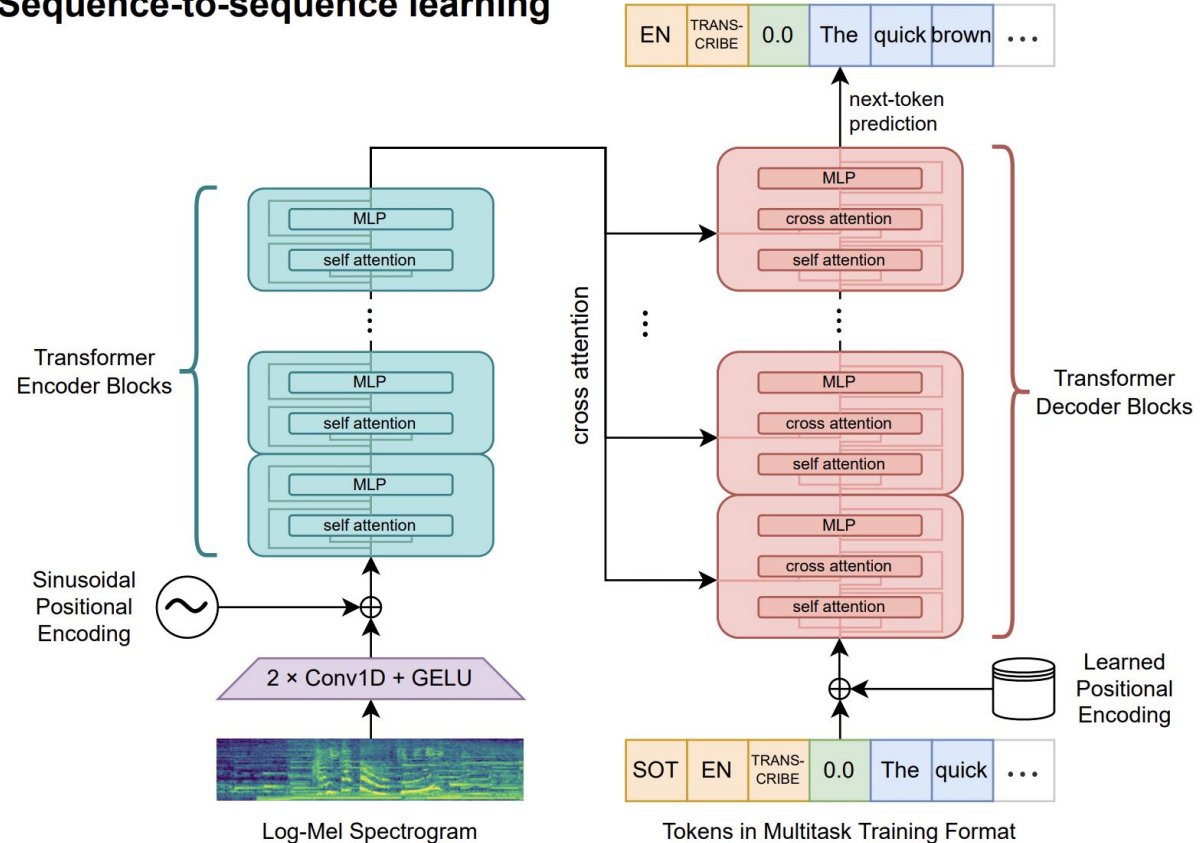 Sequence-to-sequence learning
EN TRANS-CRIBE 0.0 The quick brown ...
next-token
prediction
MLP
self attention
MLP
cross attention
self attention
Transformer
Encoder Blocks
MLP
self attention
MLP
self attention
cross attention
MLP
cross attention
self attention
MLP
cross attention
self attention
Transformer
Decoder Blocks
Sinusoidal
Positional
Encoding
2 × Conv1D + GELU
Learned
Positional
Encoding
SOT EN TRANS-CRIBE 0.0 The quick ...
Log-Mel Spectrogram
Tokens in Multitask Training Format